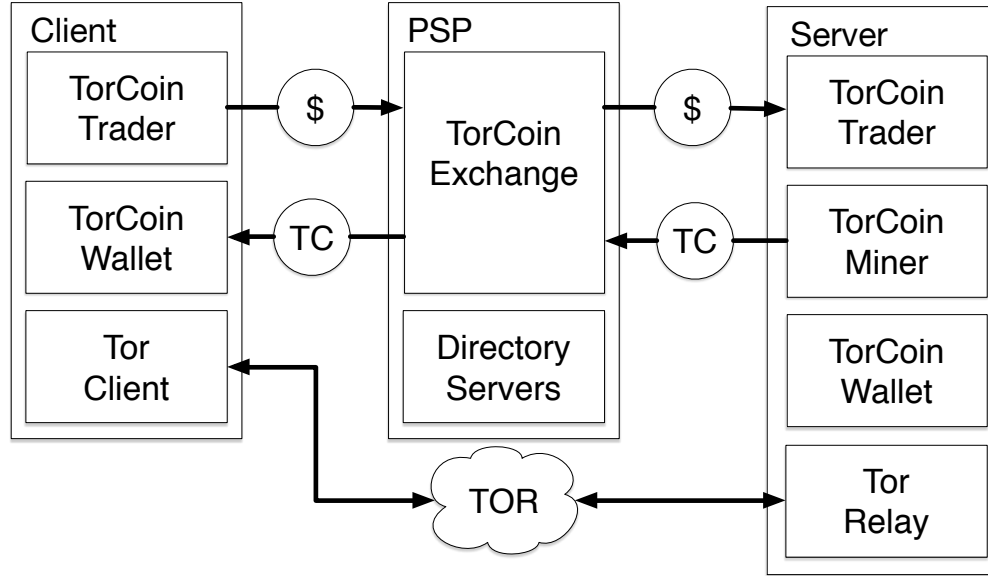 Client
TorCoin
Trader
TorCoin
Wallet
Tor
Client
$
TC
PSP
TorCoin
Exchange
Directory
Servers
TOR
$
TC
Server
TorCoin
Trader
TorCoin
Miner
TorCoin
Wallet
Tor
Relay